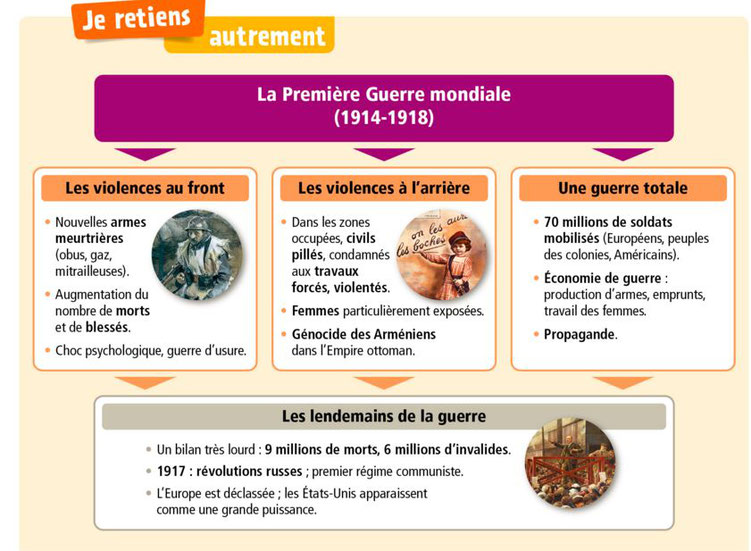 Je retiens
autrement
La Première Guerre mondiale
(1914-1918)
Les violences au front
• Nouvelles armes
meurtrières
(obus, gaz,
mitrailleuses).
• Augmentation du
nombre de morts
et de blessés.
• Choc psychologique, guerre d'usure.
Les violences à l'arrière
• Dans les zones
occupées, civils
pillés, condamnés
aux travaux
forcés, violentés.
• Femmes particulièrement exposées.
• Génocide des Arméniens
dans l'Empire ottoman.
on les aura
les boches
Une guerre totale
• 70 millions de soldats
mobilisés (Européens, peuples
des colonies, Américains).
• Économie de guerre :
production d'armes, emprunts,
travail des femmes.
• Propagande.
Les lendemains de la guerre
• Un bilan très lourd : 9 millions de morts, 6 millions d'invalides.
• 1917 : révolutions russes ; premier régime communiste.
• L'Europe est déclassée ; les États-Unis apparaissent
comme une grande puissance.